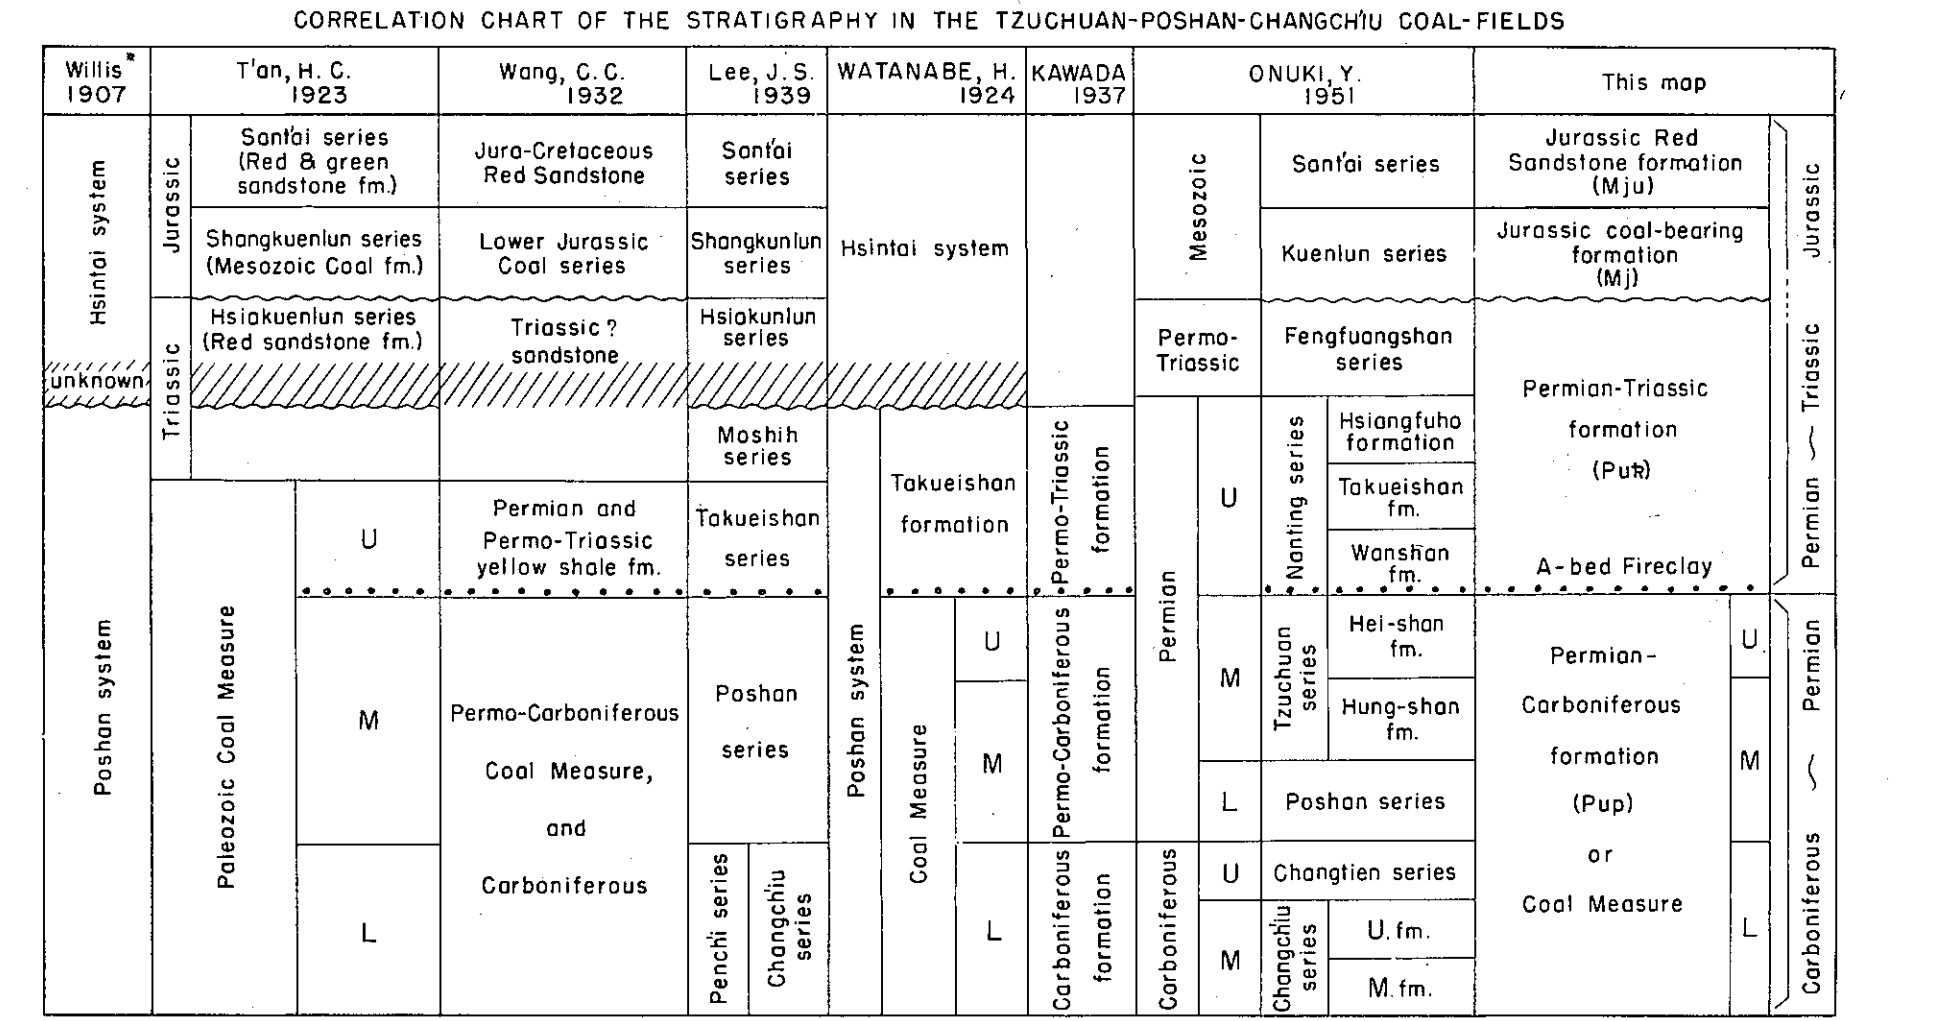 CORRELATION CHART OF THE STRATIGRAPHY IN THE TZUCHUAN-POSHAN-CHANGCH'IU COAL-FIELDS
Willis*
1907
T'an, H. C.
1923
Wang, C. C.
1932
Lee, J. S.
1939
WATANABE, H.
1924
KAWADA
1937
ONUKI, Y.
1951
This map
Hsintai system
unknown
Poshan system
Jurassic
Triassic
Sant'ai series
(Red & green
sandstone fm.)
Shangkuenlun series
(Mesozoic Coal fm.)
Hsiakuenlun series
(Red sandstone fm.)
Paleozoic Coal Measure
U
M
L
Jura-Cretaceous
Red Sandstone
Lower Jurassic
Coal series
Triassic ?
sandstone
Permian and
Permo-Triassic
yellow shale fm.
Permo-Carboniferous
Coal Measure,
and
Carboniferous
Sant'ai
series
Shangkunlun
series
Hsiakunlun
series
Moshih
series
Takueishan
series
Poshan
series
Penchi series
Changch'iu
series
Hsintai system
Poshan system
Takueishan
formation
Coal Measure
U
M
L
Permo-Triassic
formation
Permo-Carboniferous
formation
Carboniferous
formation
Mesozoic
Permo-
Triassic
Permian
Carboniferous
U
M
L
U
M
Sant'ai series
Kuenlun series
Fengfuangshan
series
Nanting series
Hsiangfuho
formation
Takueishan
fm.
Wanshan
fm.
Tzuchuan
series
Hei-shan
fm.
Hung-shan
fm.
Poshan series
Changtien series
Changchiu
series
U. fm.
M. fm.
Jurassic Red
Sandstone formation
(Mju)
Jurassic coal-bearing
formation
(Mj)
Permian-Triassic
formation
(Puk)
A-bed Fireclay
Permian-
Carboniferous
formation
(Pup)
or
Coal Measure
U.
M
L
Jurassic
Permian ~ Triassic
Carboniferous ~ Permian